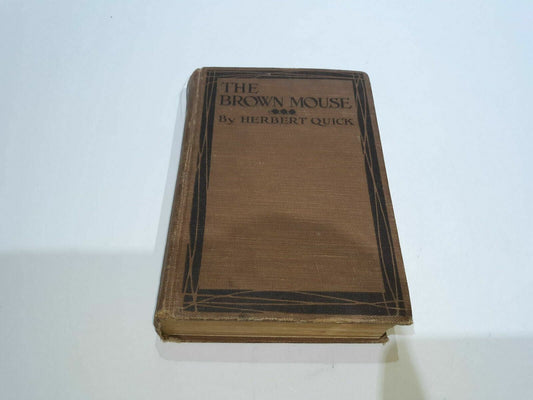 THE
BROWN MOUSE
By HERBERT QUICK